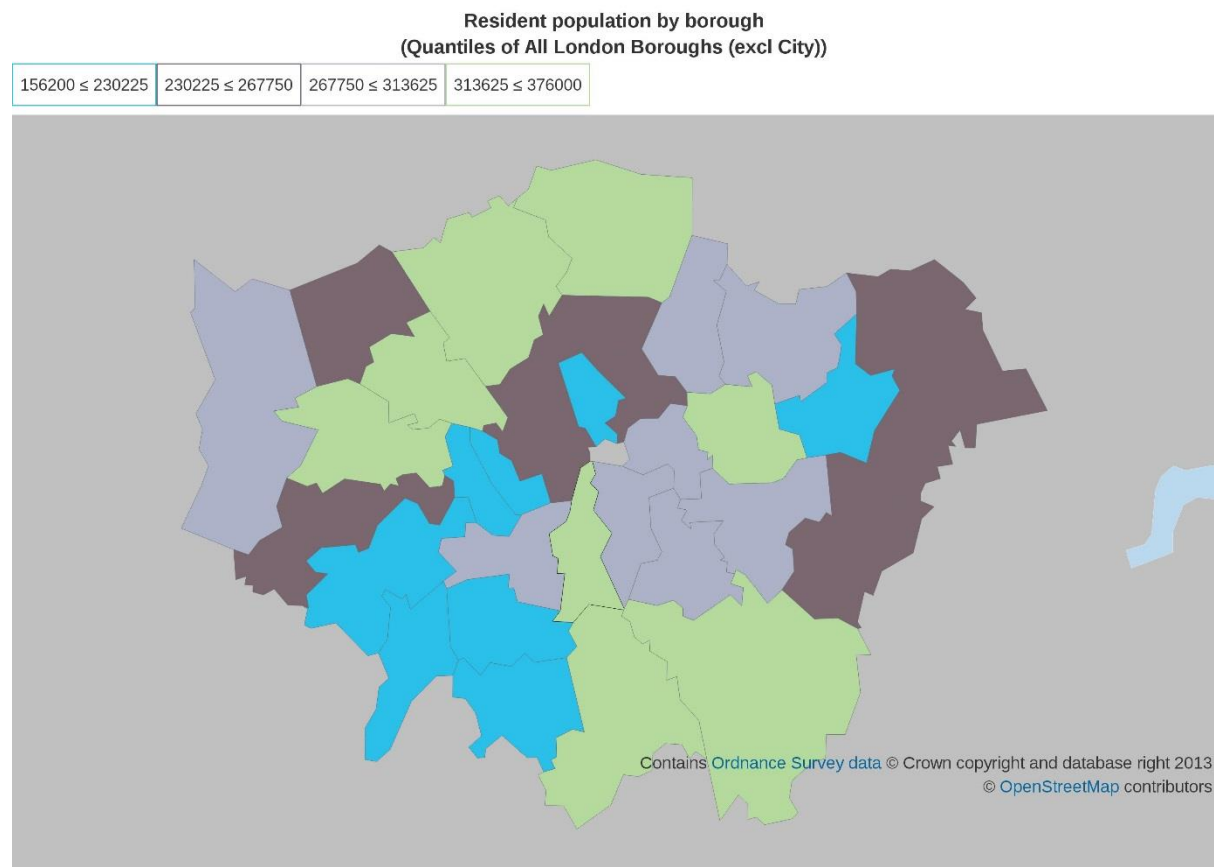 Resident population by borough
(Quantiles of All London Boroughs (excl City))
156200 ≤ 230225 230225 ≤ 267750 267750 ≤ 313625 313625 ≤ 376000
Contains Ordnance Survey data © Crown copyright and database right 2013
© OpenStreetMap contributors